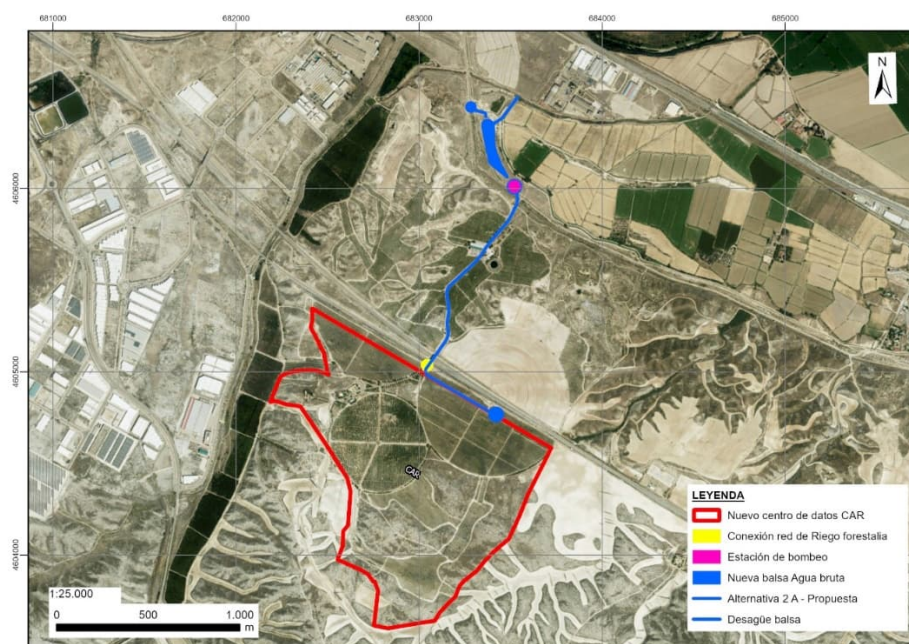 681000 682000 683000 684000 685000
N
4606000
4605000
4604000
CAR
LEYENDA
Nuevo centro de datos CAR
Conexión red de Riego forestalia
Estación de bombeo
Nueva balsa Agua bruta
Alternativa 2 A - Propuesta
Desagüe balsa
1:25.000
0 500 1.000
m